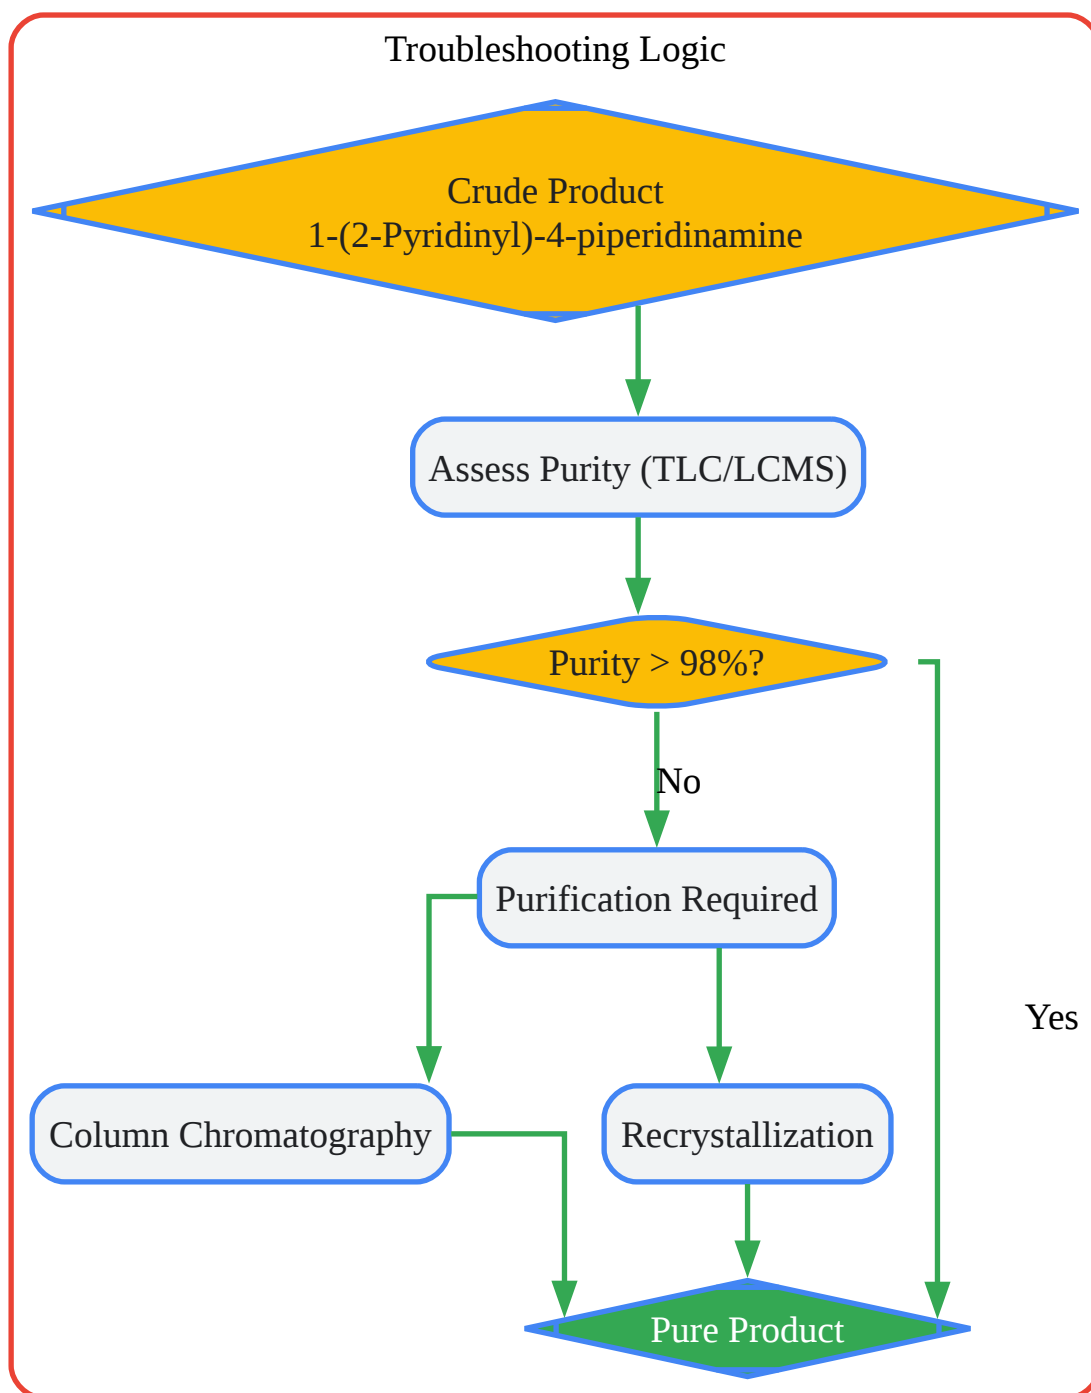 Troubleshooting Logic
Crude Product
1-(2-Pyridinyl)-4-piperidinamine
Assess Purity (TLC/LCMS)
Purity > 98%?
No
Purification Required
Yes
Column Chromatography
Recrystallization
Pure Product